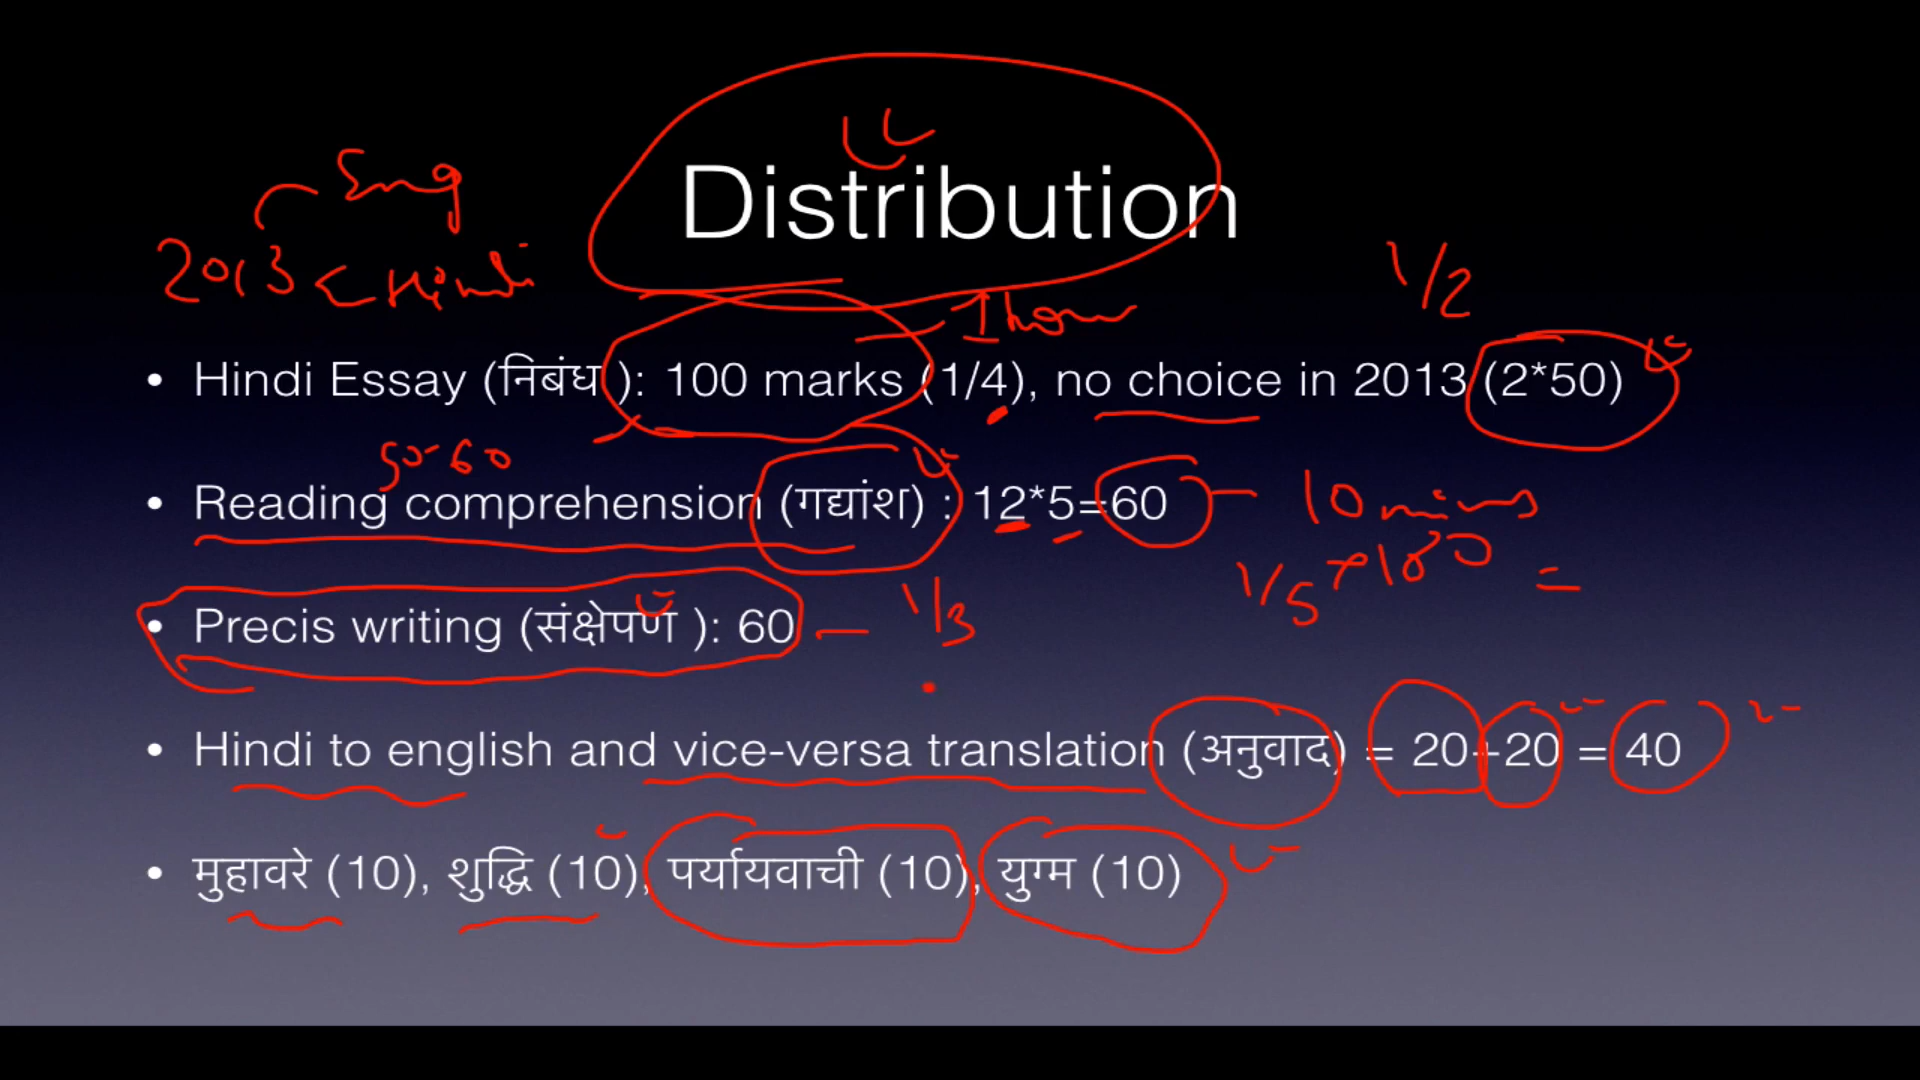 Distribution
Eng
2013 < Hindi
1/2
1 hour
• Hindi Essay (निबंध ): 100 marks (1/4), no choice in 2013 (2*50)
50-60
• Reading comprehension (गद्यांश) : 12*5=60
10 mins
1/5 * 180 =
• Precis writing (संक्षेपण ): 60
1/3
• Hindi to english and vice-versa translation (अनुवाद) = 20+20 = 40
• मुहावरे (10), शुद्धि (10), पर्यायवाची (10), युग्म (10)